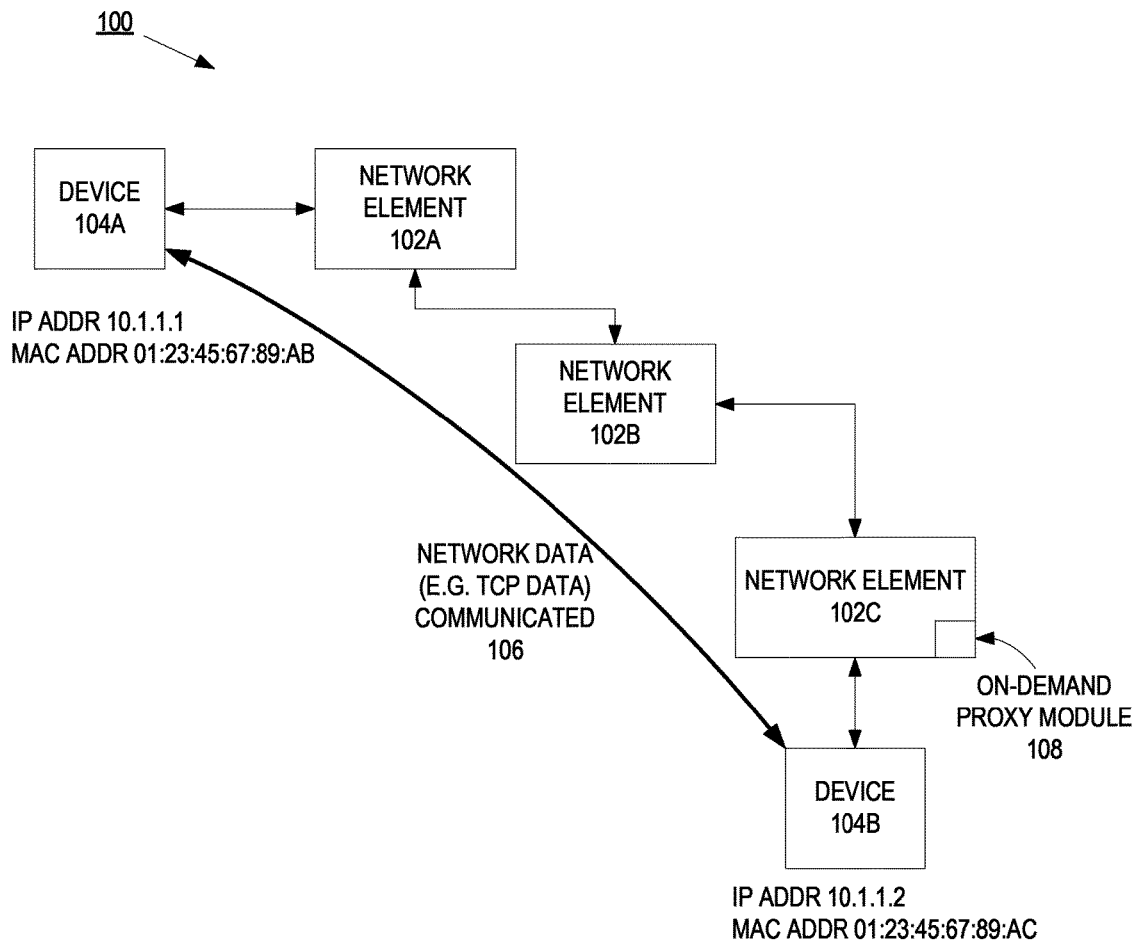 100
DEVICE
104A
NETWORK
ELEMENT
102A
IP ADDR 10.1.1.1
MAC ADDR 01:23:45:67:89:AB
NETWORK
ELEMENT
102B
NETWORK DATA
(E.G. TCP DATA)
COMMUNICATED
106
NETWORK ELEMENT
102C
ON-DEMAND
PROXY MODULE
108
DEVICE
104B
IP ADDR 10.1.1.2
MAC ADDR 01:23:45:67:89:AC